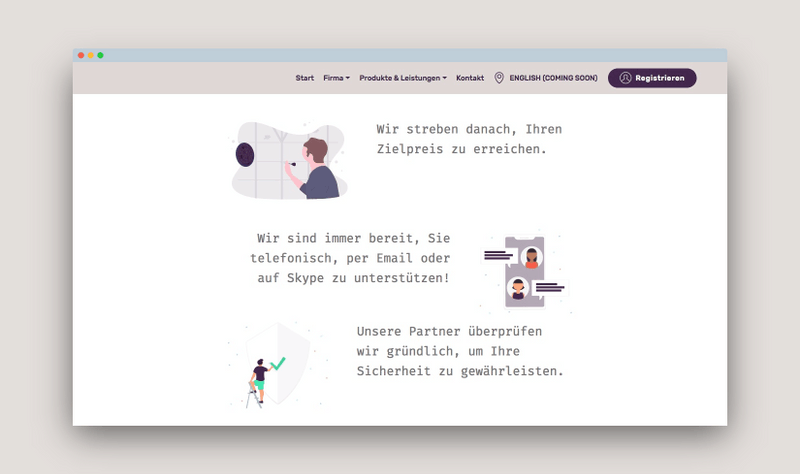 Start Firma Produkte & Leistungen Kontakt ENGLISH (COMING SOON) Registrieren
Wir streben danach, Ihren
Zielpreis zu erreichen.
Wir sind immer bereit, Sie
telefonisch, per Email oder
auf Skype zu unterstützen!
Unsere Partner überprüfen
wir gründlich, um Ihre
Sicherheit zu gewährleisten.